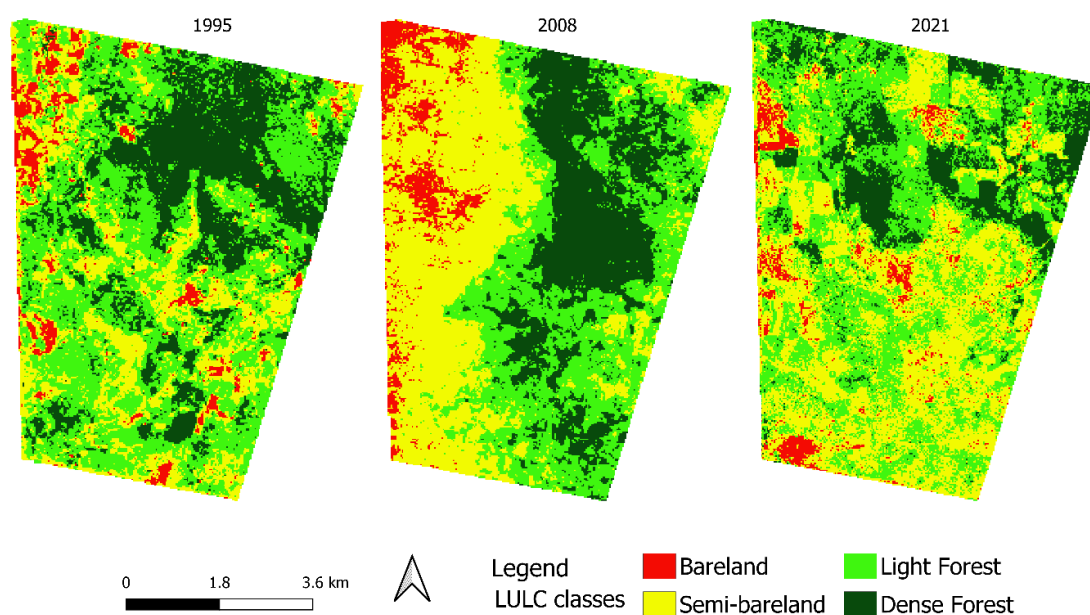 1995
2008
2021
0
1.8
3.6 km
Legend
LULC classes
Bareland
Semi-bareland
Light Forest
Dense Forest